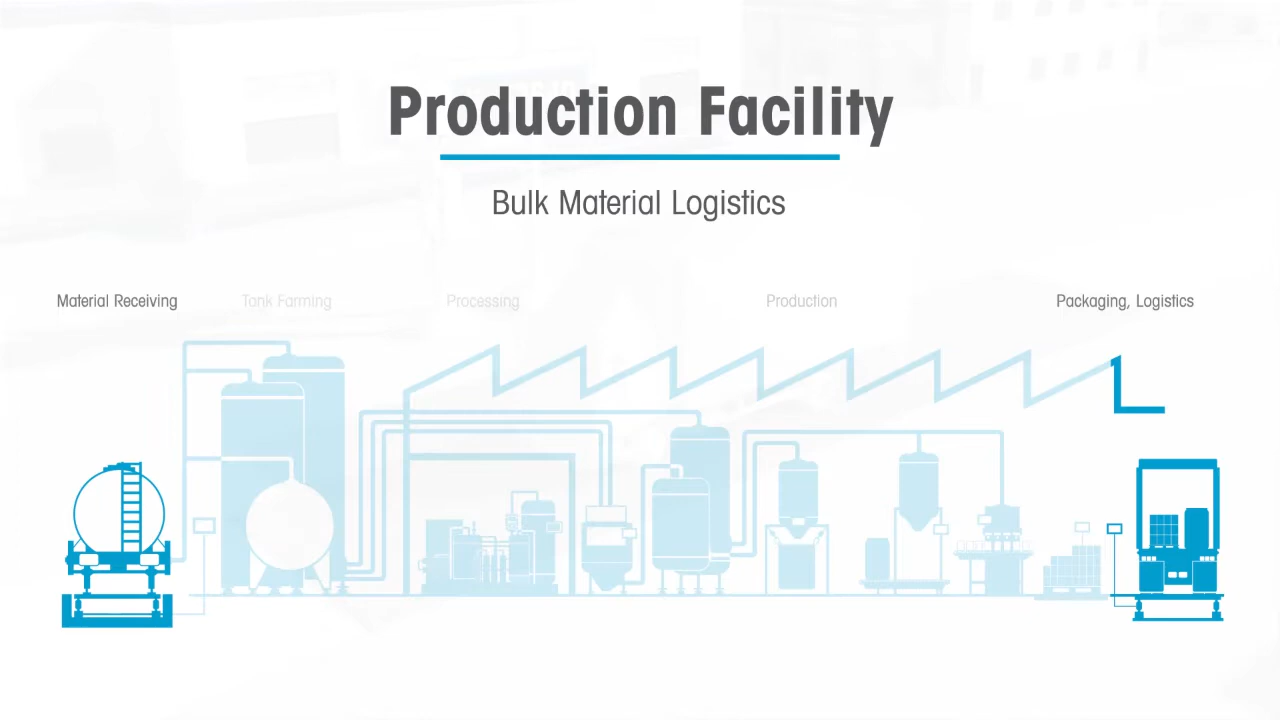 Production Facility
Bulk Material Logistics
Material Receiving
Tank Farming
Processing
Production
Packaging, Logistics